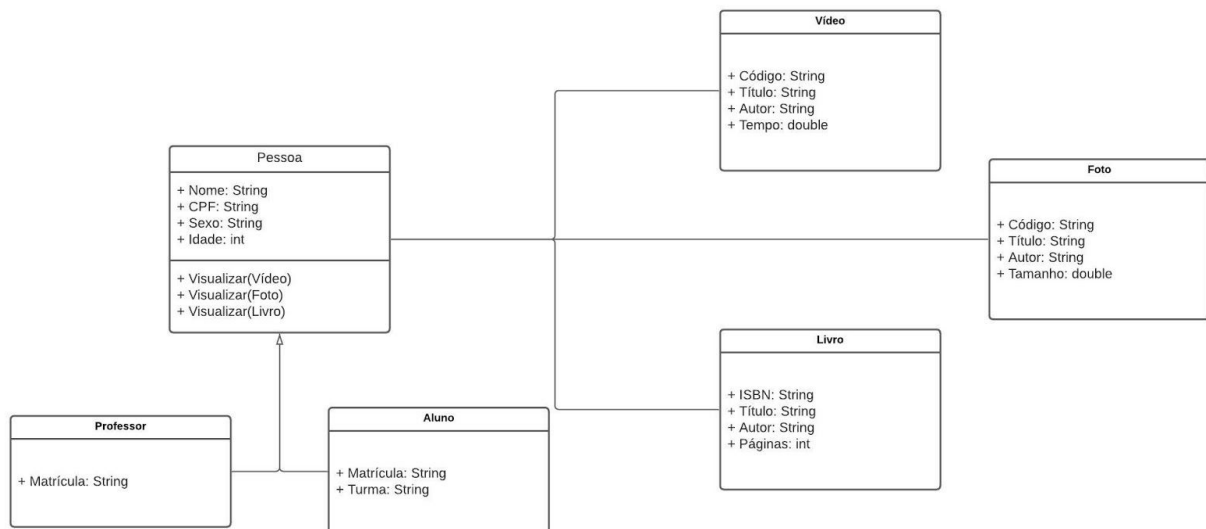 Vídeo
+ Código: String
+ Título: String
+ Autor: String
+ Tempo: double
Pessoa
+ Nome: String
+ CPF: String
+ Sexo: String
+ Idade: int
+ Visualizar(Vídeo)
+ Visualizar(Foto)
+ Visualizar(Livro)
Foto
+ Código: String
+ Título: String
+ Autor: String
+ Tamanho: double
Livro
+ ISBN: String
+ Título: String
+ Autor: String
+ Páginas: int
Professor
+ Matrícula: String
Aluno
+ Matrícula: String
+ Turma: String